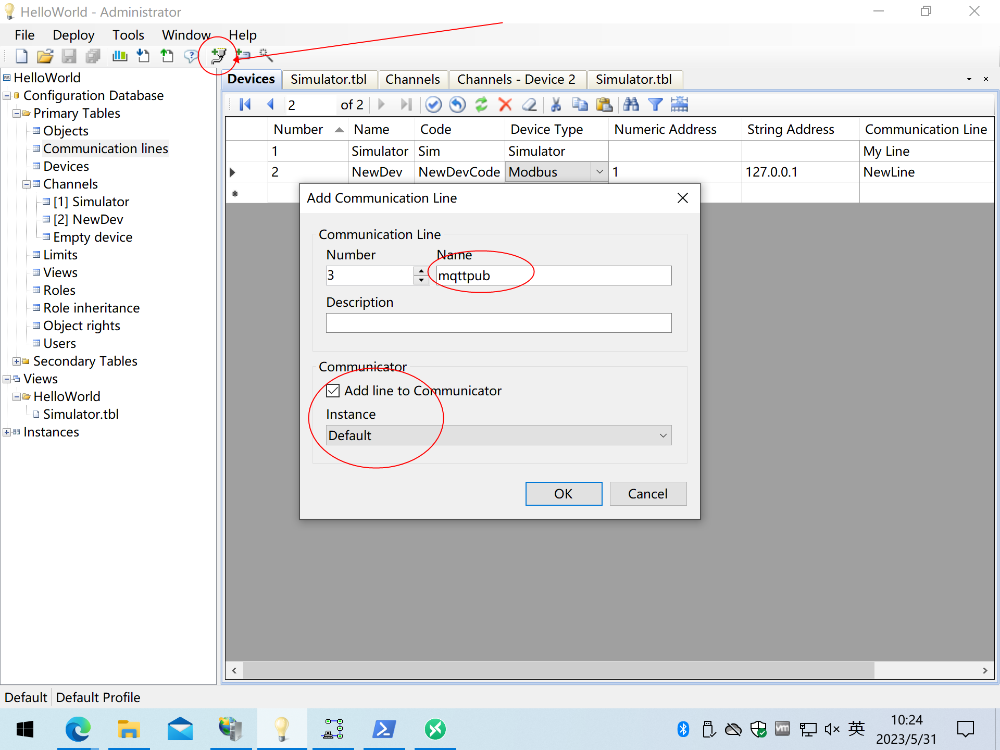 HelloWorld - Administrator
File Deploy Tools Window Help
HelloWorld
Configuration Database
Primary Tables
Objects
Communication lines
Devices
Channels
[1] Simulator
[2] NewDev
Empty device
Limits
Views
Roles
Role inheritance
Object rights
Users
Secondary Tables
Views
HelloWorld
Simulator.tbl
Instances
Devices Simulator.tbl Channels Channels - Device 2 Simulator.tbl
2 of 2
Number Name Code Device Type Numeric Address String Address Communication Line
1 Simulator Sim Simulator My Line
2 NewDev NewDevCode Modbus 1 127.0.0.1 NewLine
Add Communication Line
Communication Line
Number Name
3 mqttpub
Description
Communicator
Add line to Communicator
Instance
Default
OK Cancel
Default Default Profile
英
10:24
2023/5/31